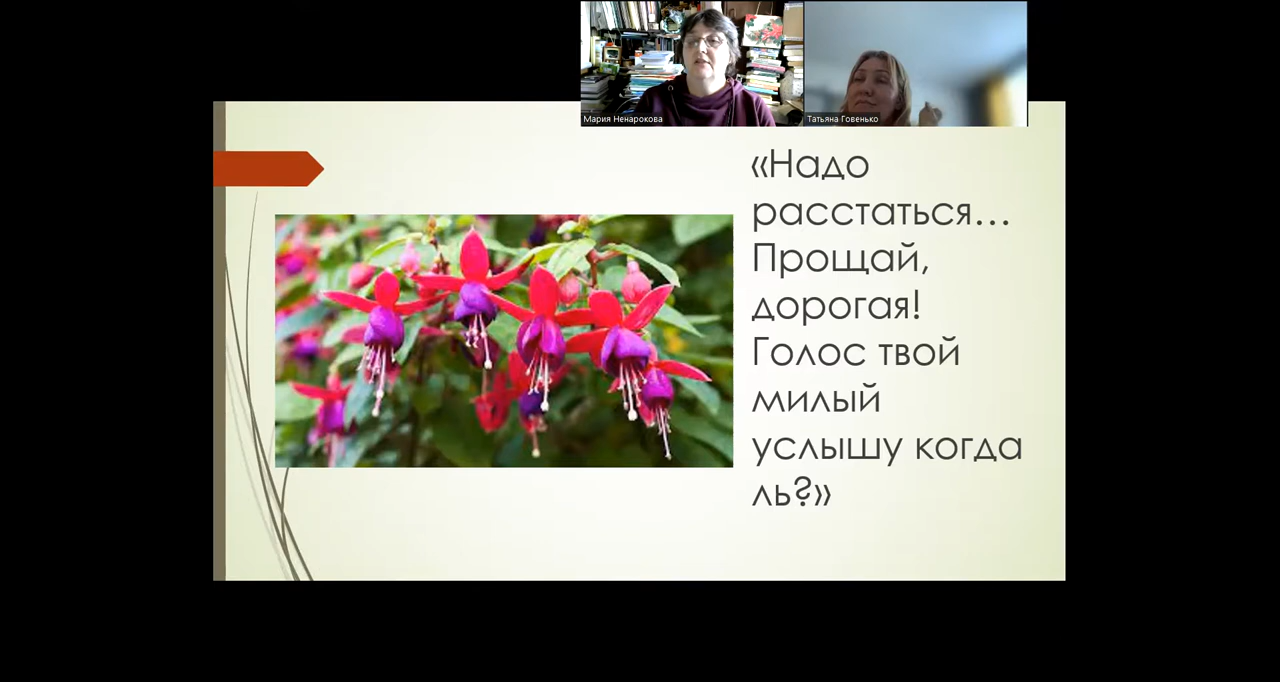 Мария Ненарокова
Татьяна Говенько
«Надо
расстаться…
Прощай,
дорогая!
Голос твой
милый
услышу когда
ль?»